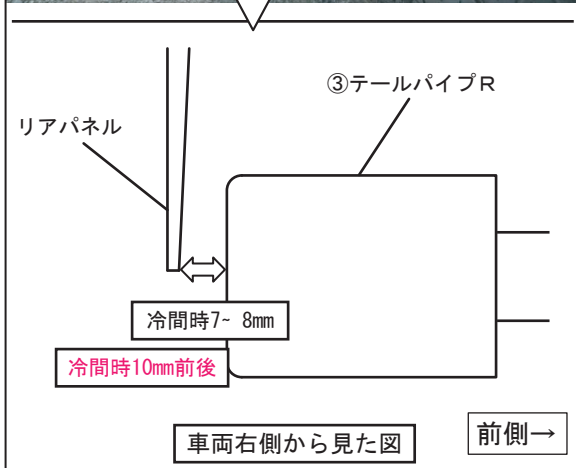 ③テールパイプR
リアパネル
冷間時7~ 8mm
冷間時10mm前後
車両右側から見た図
前側→